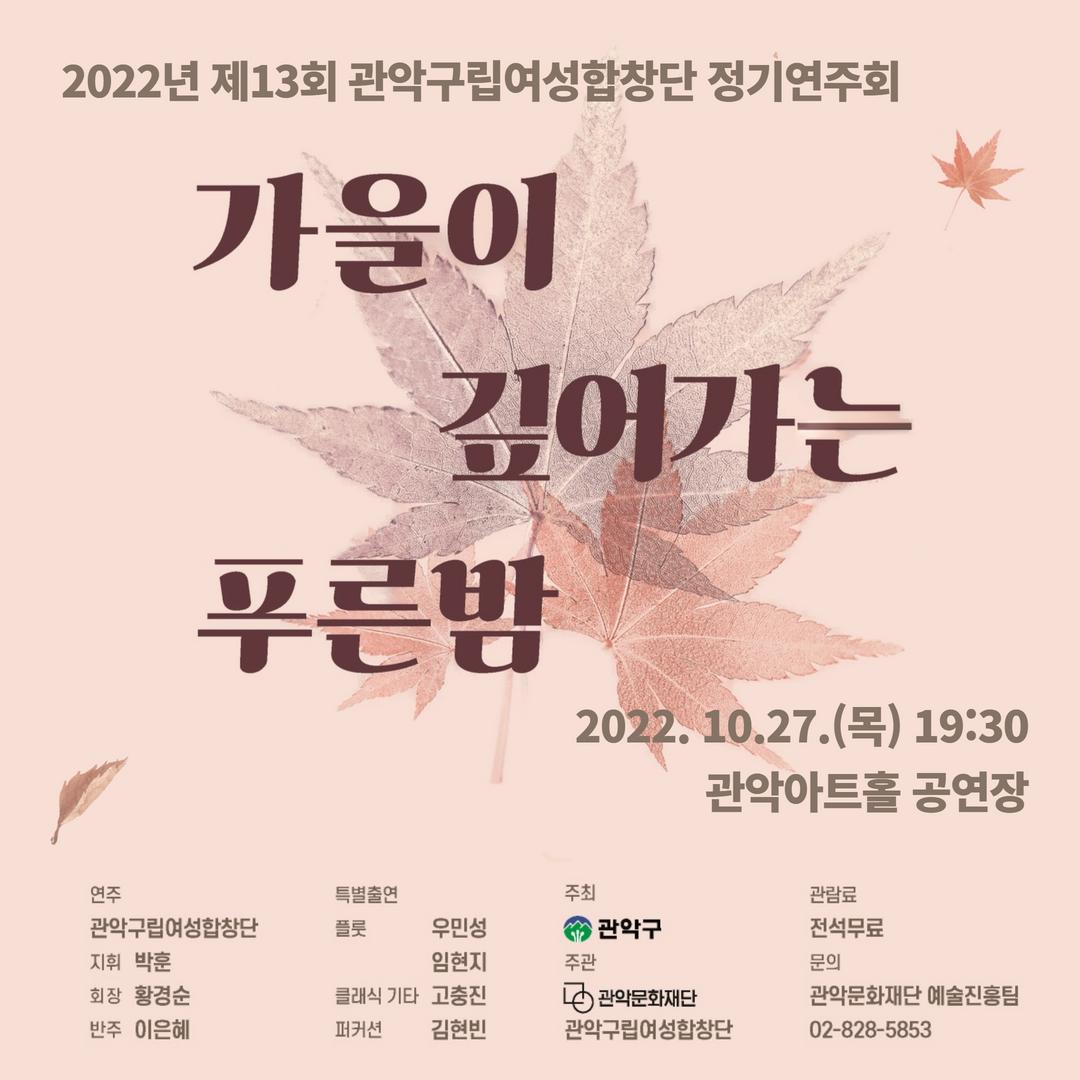 2022년 제13회 관악구립여성합창단 정기연주회
가을이
깊어가는
푸른밤
2022. 10.27.(목) 19:30
관악아트홀 공연장
연주
관악구립여성합창단
지휘 박훈
회장 황경순
반주 이은혜
특별출연
플룻 우민성
임현지
클래식 기타 고충진
퍼커션 김현빈
주최
관악구
주관
관악문화재단
관악구립여성합창단
관람료
전석무료
문의
관악문화재단 예술진흥팀
02-828-5853